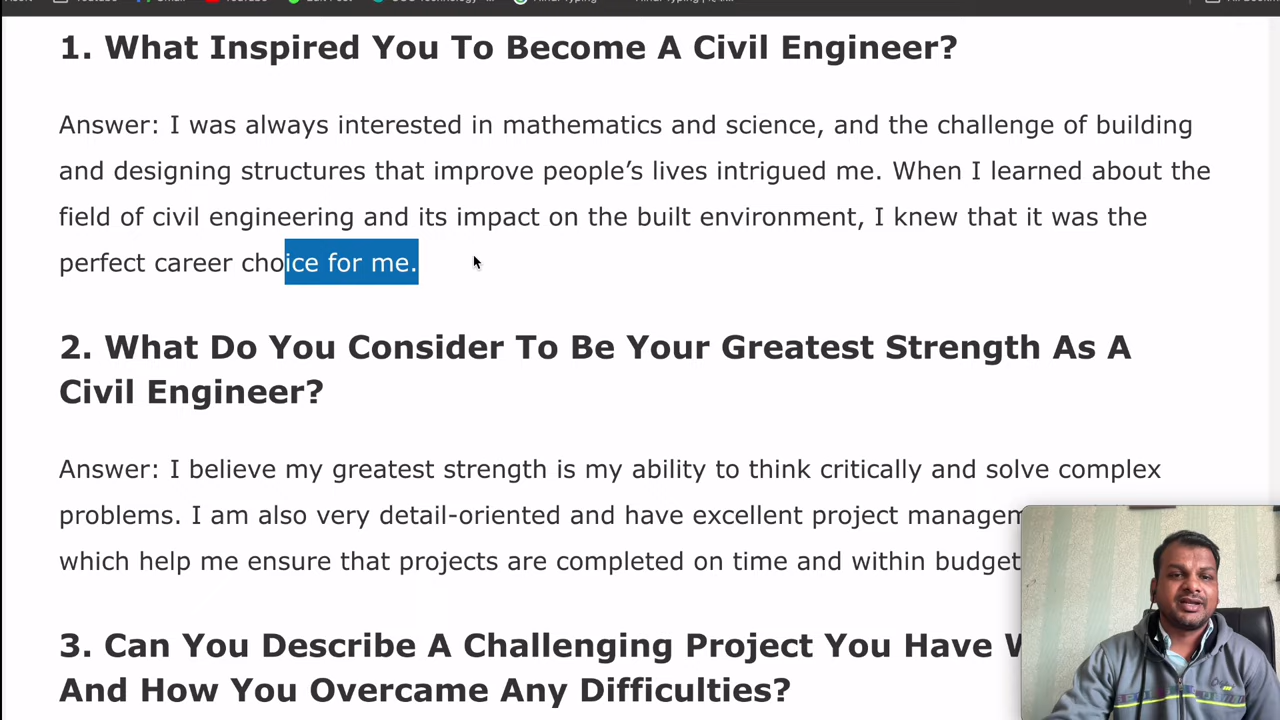 1. What Inspired You To Become A Civil Engineer?
Answer: I was always interested in mathematics and science, and the challenge of building
and designing structures that improve people’s lives intrigued me. When I learned about the
field of civil engineering and its impact on the built environment, I knew that it was the
perfect career choice for me.
2. What Do You Consider To Be Your Greatest Strength As A
Civil Engineer?
Answer: I believe my greatest strength is my ability to think critically and solve complex
problems. I am also very detail-oriented and have excellent project
which help me ensure that projects are completed on time and within budget
3. Can You Describe A Challenging Project You Have
And How You Overcame Any Difficulties?